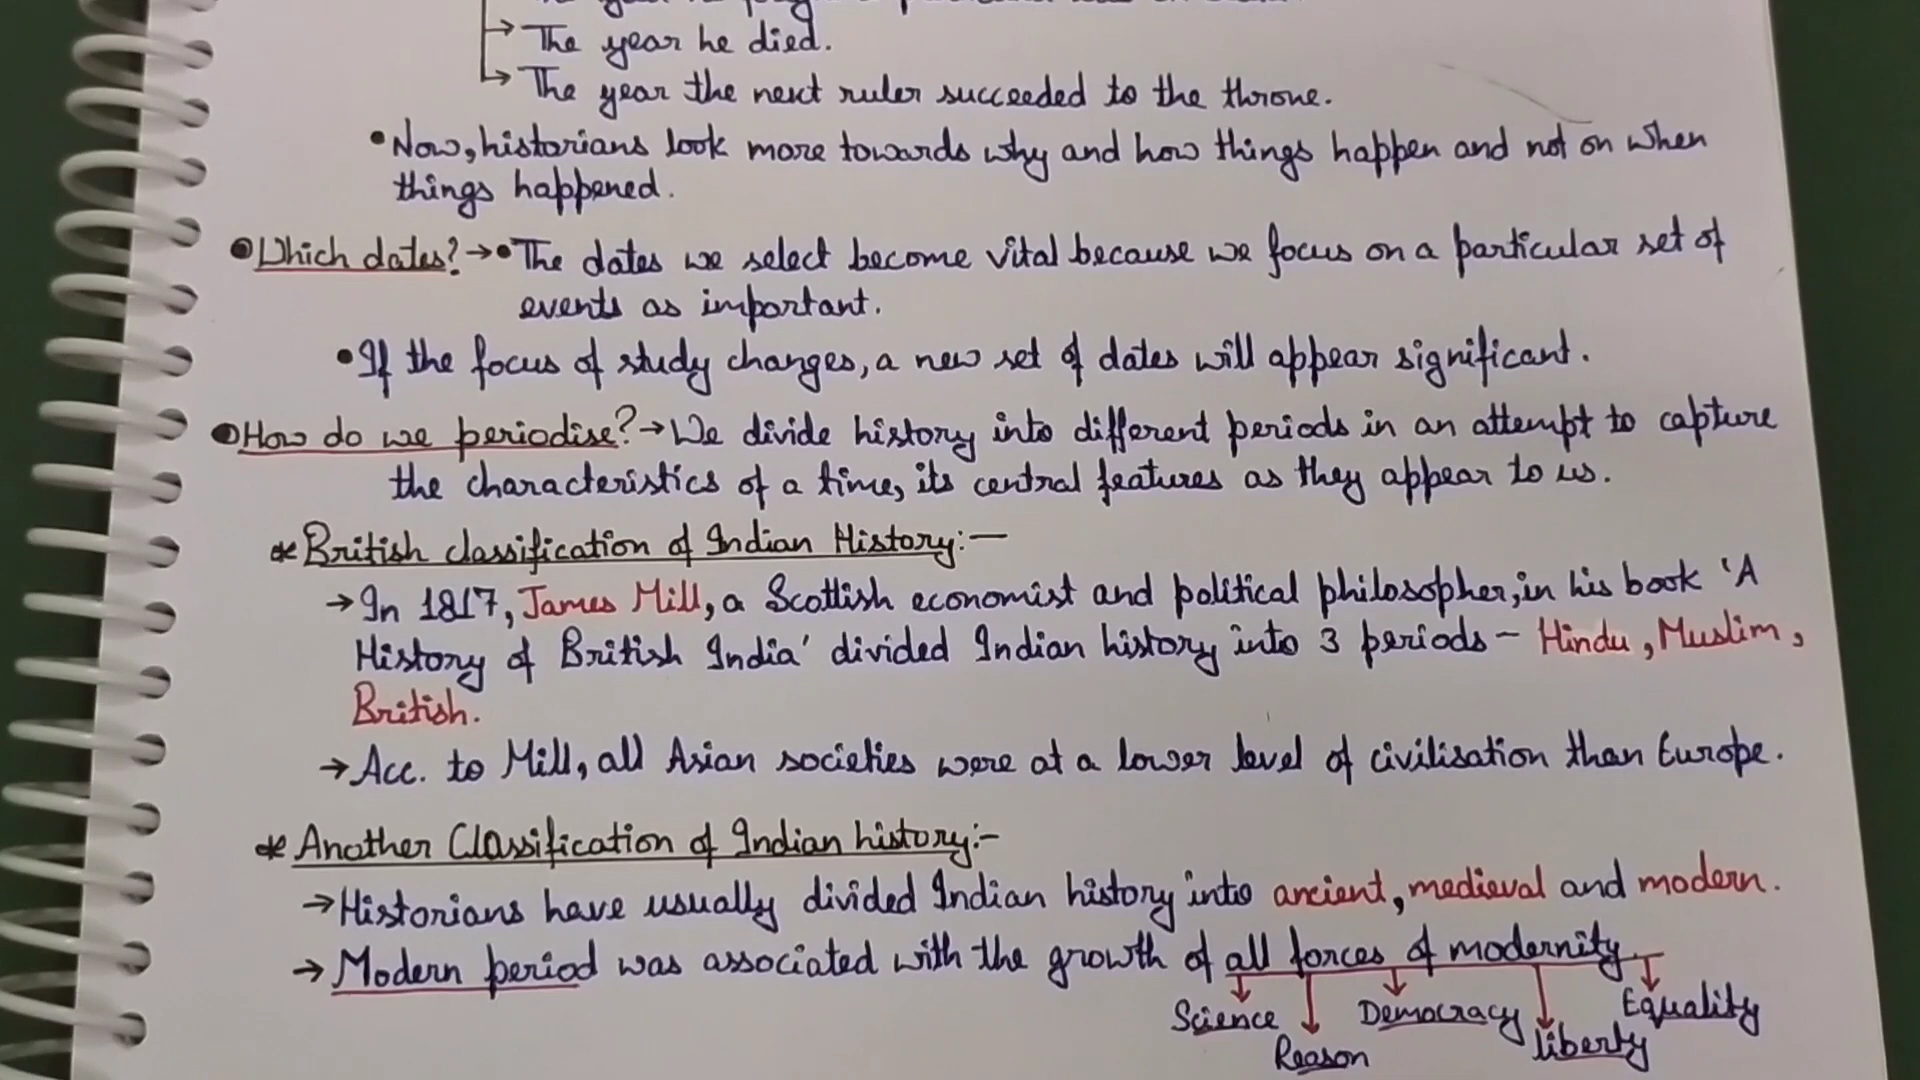 → The year he died.
→ The year the next ruler succeeded to the throne.
• Now, historians look more towards why and how things happen and not on when
things happened.
• Which dates? → • The dates we select become vital because we focus on a particular set of
events as important.
• If the focus of study changes, a new set of dates will appear significant.
• How do we periodise? → We divide history into different periods in an attempt to capture
the characteristics of a time, its central features as they appear to us.
* British classification of Indian History:—
→ In 1817, James Mill, a Scottish economist and political philosopher, in his book 'A
History of British India' divided Indian history into 3 periods – Hindu, Muslim,
British.
→ Acc. to Mill, all Asian societies were at a lower level of civilisation than Europe.
* Another Classification of Indian history:-
→ Historians have usually divided Indian history into ancient, medieval and modern.
→ Modern period was associated with the growth of all forces of modernity
Science Reason Democracy liberty Equality